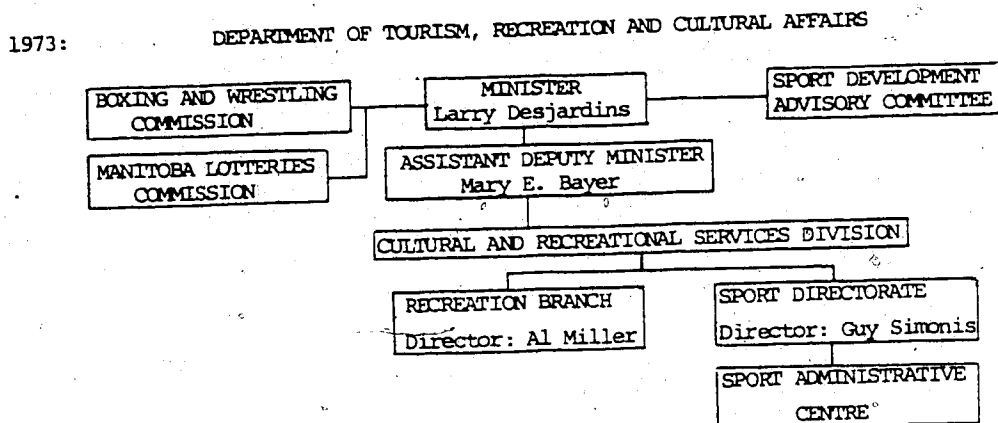 1973:
DEPARTMENT OF TOURISM, RECREATION AND CULTURAL AFFAIRS
BOXING AND WRESTLING
COMMISSION
MINISTER
Larry Desjardins
SPORT DEVELOPMENT
ADVISORY COMMITTEE
MANITOBA LOTTERIES
COMMISSION
ASSISTANT DEPUTY MINISTER
Mary E. Bayer
CULTURAL AND RECREATIONAL SERVICES DIVISION
RECREATION BRANCH
Director: Al Miller
SPORT DIRECTORATE
Director: Guy Simonis
SPORT ADMINISTRATIVE
CENTRE